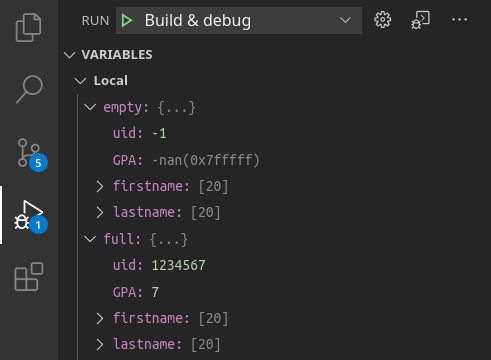 RUN Build & debug ...
VARIABLES
Local
empty: {...}
uid: -1
GPA: -nan(0x7fffff)
firstname: [20]
lastname: [20]
full: {...}
uid: 1234567
GPA: 7
firstname: [20]
lastname: [20]
5
1